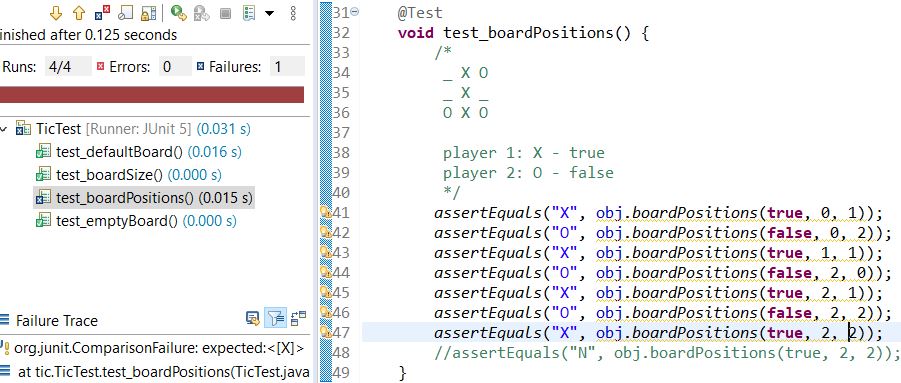 inished after 0.125 seconds
Runs: 4/4 Errors: 0 Failures: 1
TicTest [Runner: JUnit 5] (0.031 s)
test_defaultBoard() (0.016 s)
test_boardSize() (0.000 s)
test_boardPositions() (0.015 s)
test_emptyBoard() (0.000 s)
Failure Trace
org.junit.ComparisonFailure: expected:<[X]>
at tic.TicTest.test_boardPositions(TicTest.java
31 @Test
32 void test_boardPositions() {
33 /*
34 _ X O
35 _ X _
36 O X O
37
38 player 1: X - true
39 player 2: O - false
40 */
41 assertEquals("X", obj.boardPositions(true, 0, 1));
42 assertEquals("O", obj.boardPositions(false, 0, 2));
43 assertEquals("X", obj.boardPositions(true, 1, 1));
44 assertEquals("O", obj.boardPositions(false, 2, 0));
45 assertEquals("X", obj.boardPositions(true, 2, 1));
46 assertEquals("O", obj.boardPositions(false, 2, 2));
47 assertEquals("X", obj.boardPositions(true, 2, 2));
48 //assertEquals("N", obj.boardPositions(true, 2, 2));
49 }